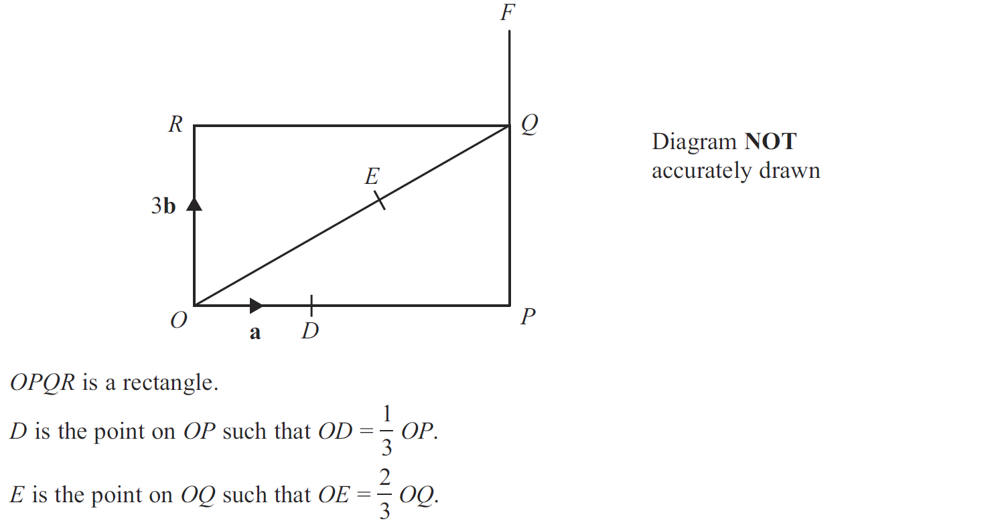 F
R
Q
Diagram NOT
accurately drawn
E
3b
O
a
D
P
OPQR is a rectangle.
D is the point on OP such that OD = 1/3 OP.
E is the point on OQ such that OE = 2/3 OQ.